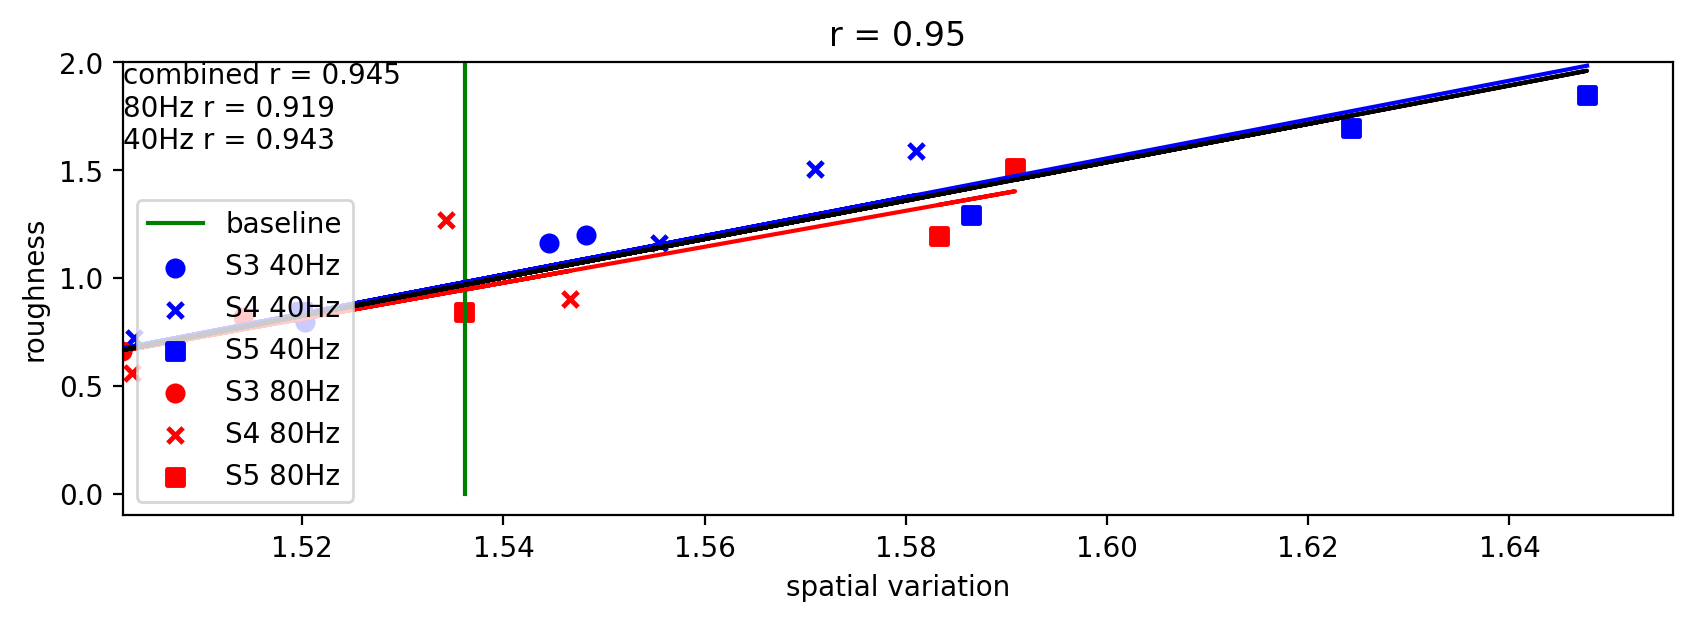 r = 0.95
combined r = 0.945
80Hz r = 0.919
40Hz r = 0.943
2.0
1.5
1.0
0.5
0.0
roughness
baseline
S3 40Hz
S4 40Hz
S5 40Hz
S3 80Hz
S4 80Hz
S5 80Hz
1.52 1.54 1.56 1.58 1.60 1.62 1.64
spatial variation